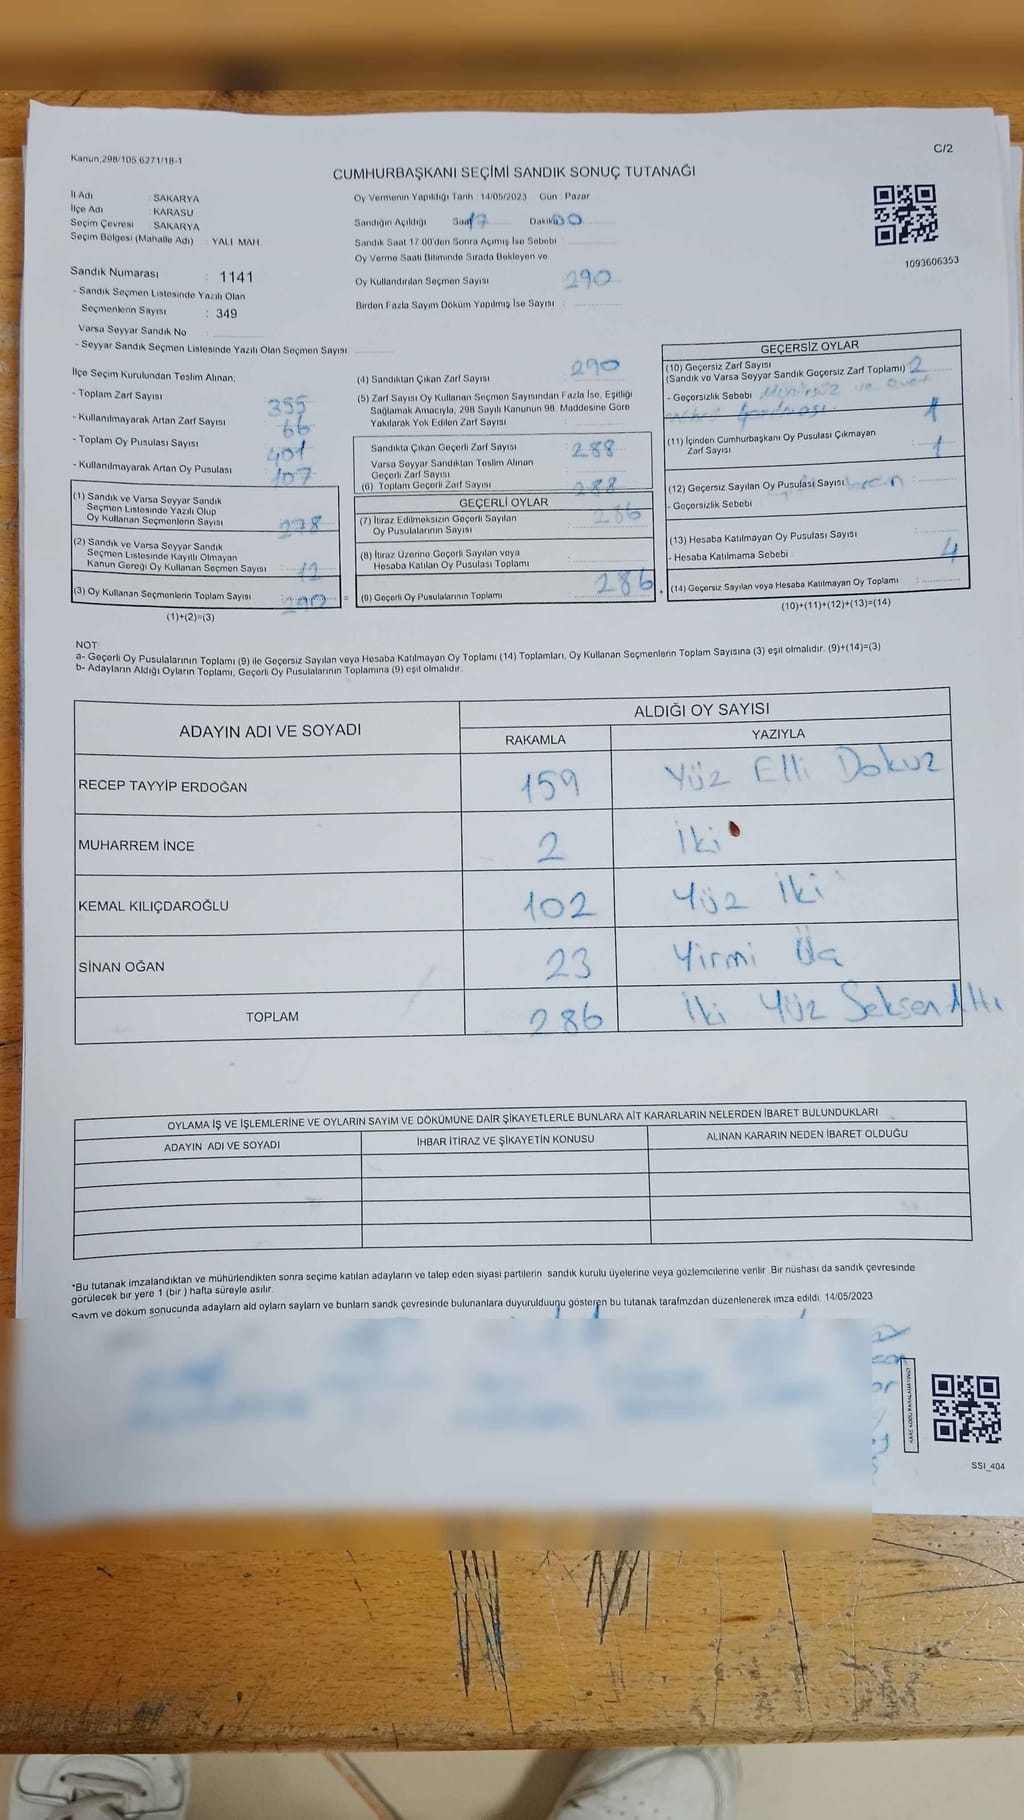 Kanun;298/105,6271/18-1
C/2
CUMHURBAŞKANI SEÇİMİ SANDIK SONUÇ TUTANAĞI
İl Adı : SAKARYA
İlçe Adı : KARASU
Seçim Çevresi : SAKARYA
Seçim Bölgesi (Mahalle Adı) : YALI MAH.
Oy Vermenin Yapıldığı Tarih : 14/05/2023 Gün : Pazar
Sandığın Açıldığı Saat 17 Dakika 00
Sandık Saat 17 00'den Sonra Açımış İse Sebebi :
Oy Verme Saati Bitiminde Sırada Bekleyen ve
Oy Kullandırılan Seçmen Sayısı : 290
Birden Fazla Sayım Döküm Yapılmış İse Sayısı :
1093606353
Sandık Numarası : 1141
- Sandık Seçmen Listesinde Yazılı Olan
Seçmenlerin Sayısı : 349
Varsa Seyyar Sandık No
- Seyyar Sandık Seçmen Listesinde Yazılı Olan Seçmen Sayısı :
İlçe Seçim Kurulundan Teslim Alınan;
- Toplam Zarf Sayısı 355
- Kullanılmayarak Artan Zarf Sayısı 66
- Toplam Oy Pusulası Sayısı 401
- Kullanılmayarak Artan Oy Pusulası 107
(1) Sandık ve Varsa Seyyar Sandık
Seçmen Listesinde Yazılı Olup
Oy Kullanan Seçmenlerin Sayısı 278
(2) Sandık ve Varsa Seyyar Sandık
Seçmen Listesinde Kayıtlı Olmayan
Kanun Gereği Oy Kullanan Seçmen Sayısı : 12
(3) Oy Kullanan Seçmenlerin Toplam Sayısı : 290
(1)+(2)=(3)
(4) Sandıktan Çıkan Zarf Sayısı 290
(5) Zarf Sayısı Oy Kullanan Seçmen Sayısından Fazla İse, Eşitliği
Sağlamak Amacıyla, 298 Sayılı Kanunun 98. Maddesine Göre
Yakılarak Yok Edilen Zarf Sayısı
Sandıkta Çıkan Geçerli Zarf Sayısı : 288
Varsa Seyyar Sandıktan Teslim Alınan
Geçerli Zarf Sayısı
(6) Toplam Geçerli Zarf Sayısı : 288
GEÇERLİ OYLAR
(7) İtiraz Edilmeksizin Geçerli Sayılan
Oy Pusulalarının Sayısı : 286
(8) İtiraz Üzerine Geçerli Sayılan veya
Hesaba Katılan Oy Pusulası Toplamı :
(9) Geçerli Oy Pusulalarının Toplamı : 286
GEÇERSİZ OYLAR
(10) Geçersiz Zarf Sayısı
(Sandık ve Varsa Seyyar Sandık Geçersiz Zarf Toplamı) 2
- Geçersizlik Sebebi : Mühürsüz ve
1
(11) İçinden Cumhurbaşkanı Oy Pusulası Çıkmayan
Zarf Sayısı : 1
(12) Geçersiz Sayılan Oy Pusulası Sayısı
- Geçersizlik Sebebi
(13) Hesaba Katılmayan Oy Pusulası Sayısı :
- Hesaba Katılmama Sebebi : 4
(14) Geçersiz Sayılan veya Hesaba Katılmayan Oy Toplamı :
(10)+(11)+(12)+(13)=(14)
NOT:
a- Geçerli Oy Pusulalarının Toplamı (9) ile Geçersiz Sayılan veya Hesaba Katılmayan Oy Toplamı (14) Toplamları, Oy Kullanan Seçmenlerin Toplam Sayısına (3) eşit olmalıdır. (9)+(14)=(3)
b- Adayların Aldığı Oyların Toplamı, Geçerli Oy Pusulalarının Toplamına (9) eşit olmalıdır.
ADAYIN ADI VE SOYADI ALDIĞI OY SAYISI
RAKAMLA YAZIYLA
RECEP TAYYİP ERDOĞAN 159 Yüz Elli Dokuz
MUHARREM İNCE 2 İki
KEMAL KILIÇDAROĞLU 102 Yüz İki
SİNAN OĞAN 23 Yirmi Üç
TOPLAM 286 İki Yüz Seksen Altı
OYLAMA İŞ VE İŞLEMLERİNE VE OYLARIN SAYIM VE DÖKÜMÜNE DAİR ŞİKAYETLERLE BUNLARA AİT KARARLARIN NELERDEN İBARET BULUNDUKLARI
ADAYIN ADI VE SOYADI İHBAR İTİRAZ VE ŞİKAYETİN KONUSU ALINAN KARARIN NEDEN İBARET OLDUĞU
*Bu tutanak imzalandıktan ve mühürlendikten sonra seçime katılan adayların ve talep eden siyasi partilerin sandık kurulu üyelerine veya gözlemcilerine verilir. Bir nüshası da sandık çevresinde
görülecek bir yere 1 (bir) hafta süreyle asılır.
Sayım ve döküm sonucunda adayların ald oyların sayların ve bunların sandk çevresinde bulunanlara duyurulduunu gösteren bu tutanak tarafmzdan düzenlenerek imza edildi. 14/05/2023
SSI_404